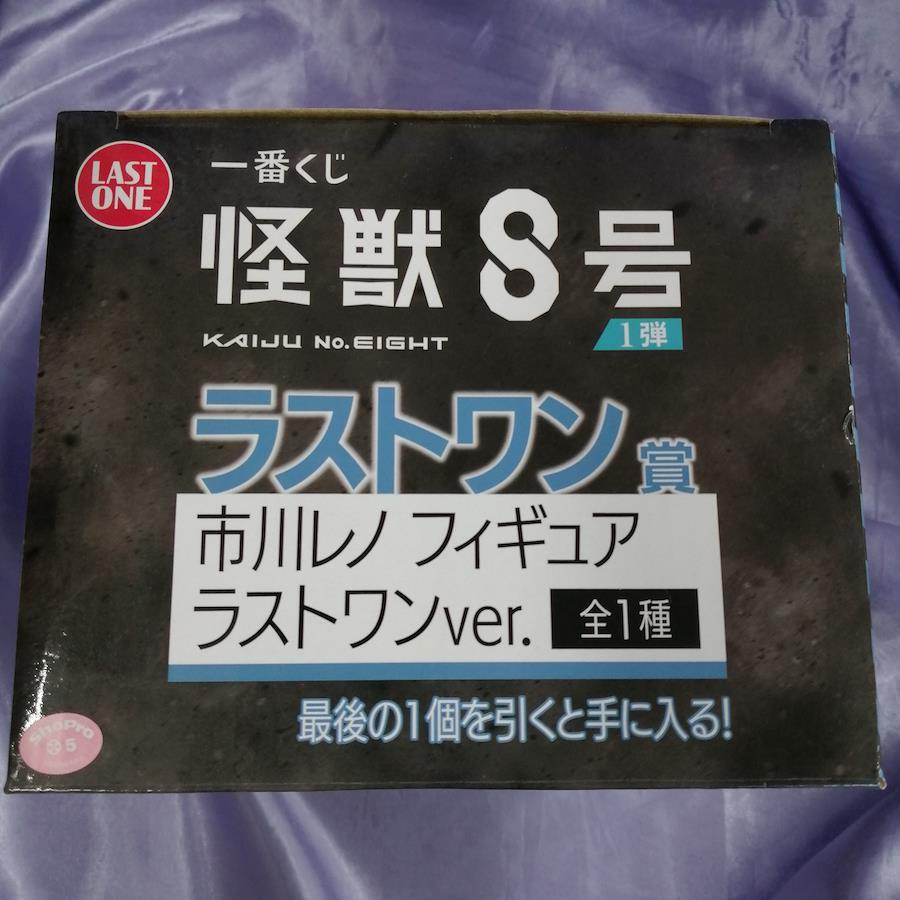 LAST
ONE
一番くじ
怪獣8号
KAIJU No.EIGHT
1弾
ラストワン賞
市川レノ フィギュア
ラストワンver. 全1種
最後の1個を引くと手に入る!
ShoPro
5